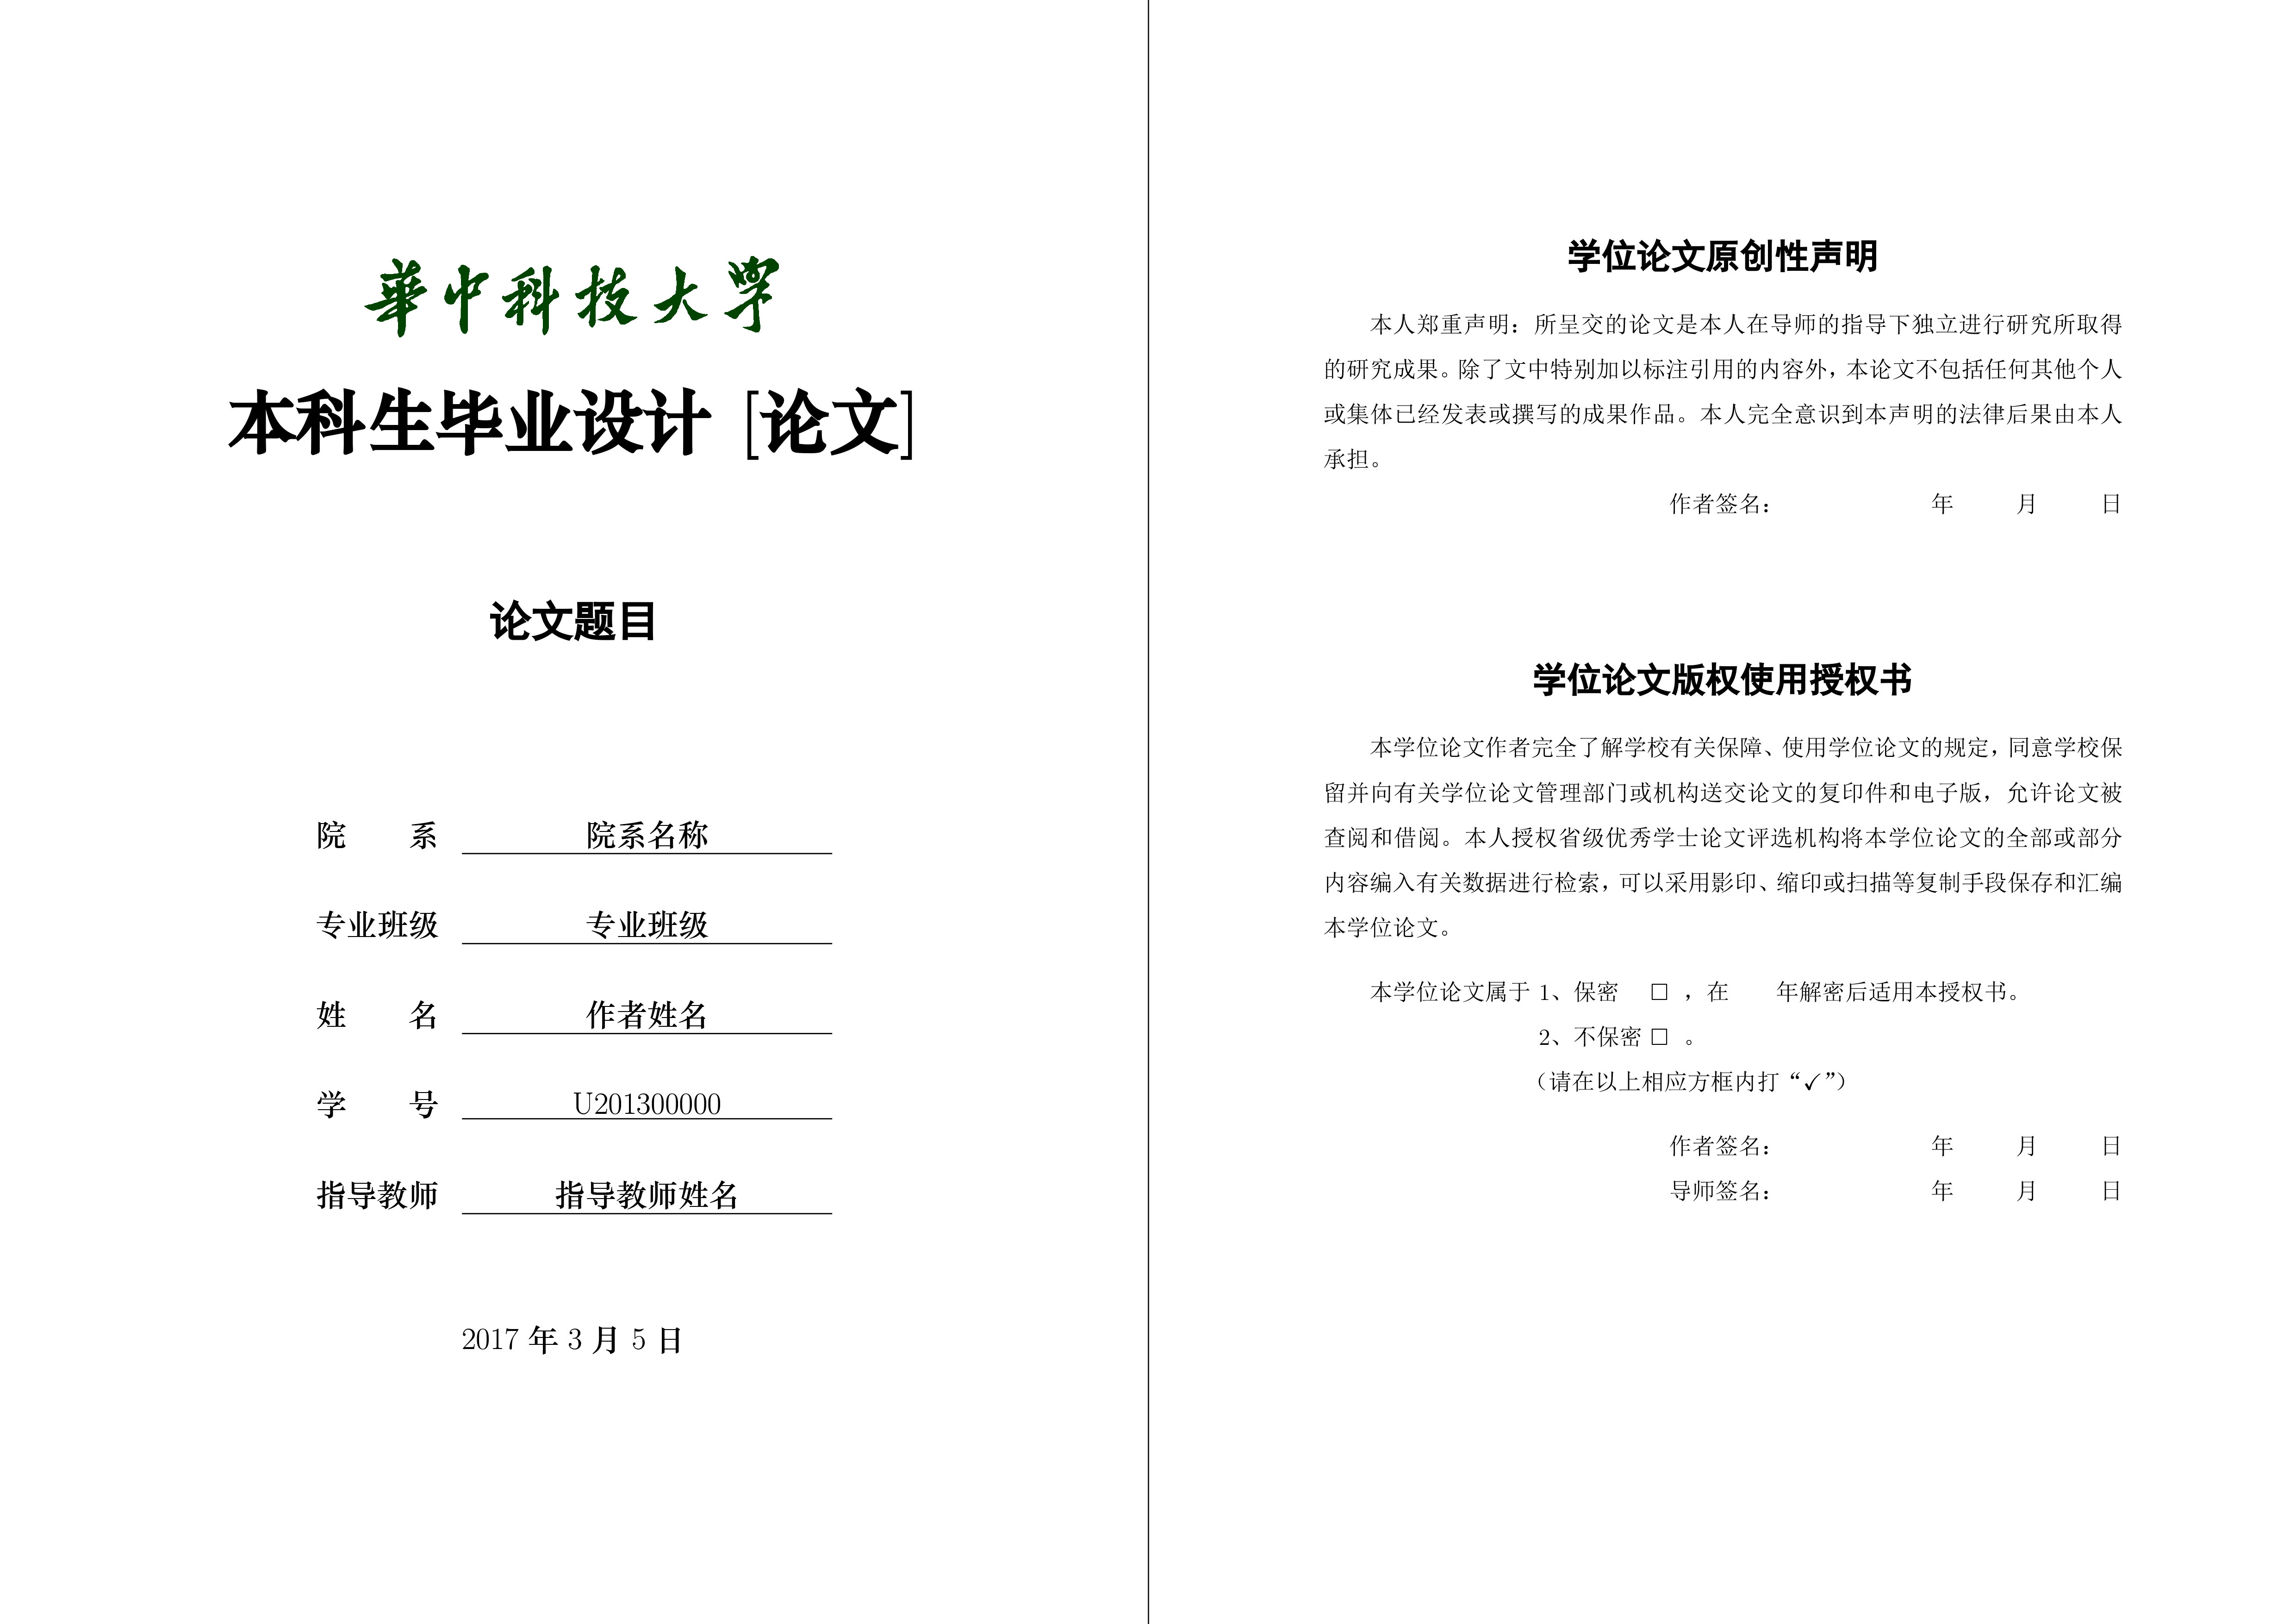 華中科技大學
本科生毕业设计 [论文]
论文题目
院 系 院系名称
专业班级 专业班级
姓 名 作者姓名
学 号 U201300000
指导教师 指导教师姓名
2017 年 3 月 5 日
学位论文原创性声明
本人郑重声明：所呈交的论文是本人在导师的指导下独立进行研究所取得
的研究成果。除了文中特别加以标注引用的内容外，本论文不包括任何其他个人
或集体已经发表或撰写的成果作品。本人完全意识到本声明的法律后果由本人
承担。
作者签名： 年 月 日
学位论文版权使用授权书
本学位论文作者完全了解学校有关保障、使用学位论文的规定，同意学校保
留并向有关学位论文管理部门或机构送交论文的复印件和电子版，允许论文被
查阅和借阅。本人授权省级优秀学士论文评选机构将本学位论文的全部或部分
内容编入有关数据进行检索，可以采用影印、缩印或扫描等复制手段保存和汇编
本学位论文。
本学位论文属于 1、保密 □ ，在 年解密后适用本授权书。
2、不保密 □ 。
（请在以上相应方框内打“✓”）
作者签名： 年 月 日
导师签名： 年 月 日